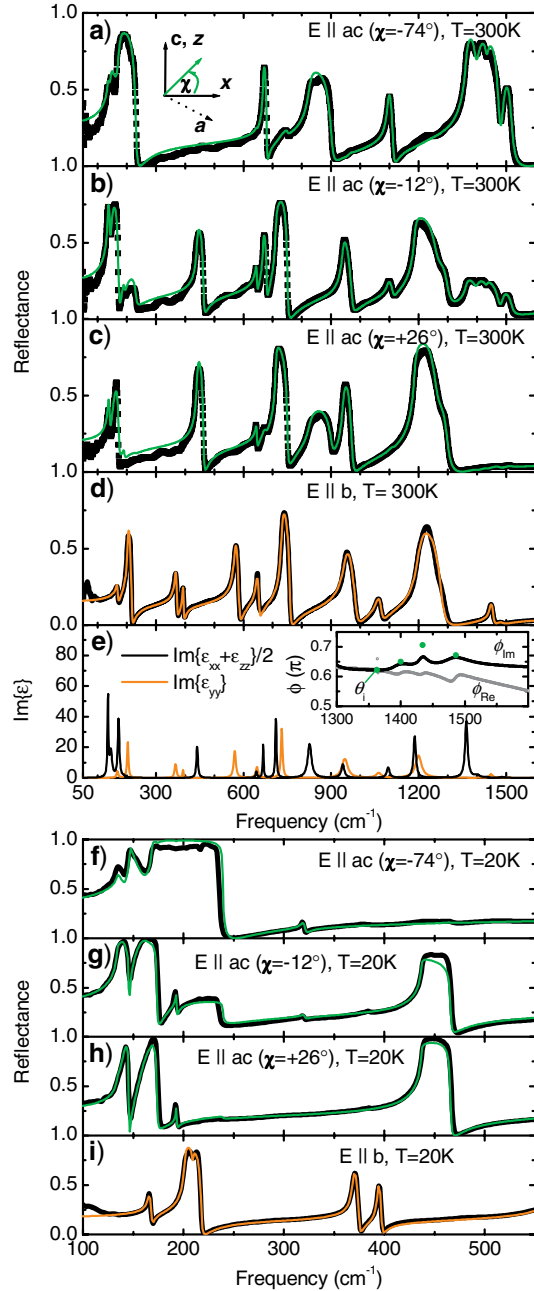 a) E || ac (χ=-74°), T=300K
1.0
c, z
χ
x
a
0.5
1.0
b) E || ac (χ=-12°), T=300K
0.5
1.0
c) E || ac (χ=+26°), T=300K
0.5
1.0
d) E || b, T= 300K
0.5
0.0
Reflectance
e)
80
60
40
20
0
Im{ε}
Im{εxx+εzz}/2
Im{εyy}
0.7
0.6
0.5
ϕ (π)
ϕIm
ϕRe
θi
1300 1400 1500
50 300 600 900 1200 1500
Frequency (cm-1)
f) E || ac (χ=-74°), T=20K
1.0
0.5
1.0
g) E || ac (χ=-12°), T=20K
0.5
1.0
h) E || ac (χ=+26°), T=20K
0.5
1.0
i) E || b, T=20K
0.5
0.0
Reflectance
100 200 300 400 500
Frequency (cm-1)